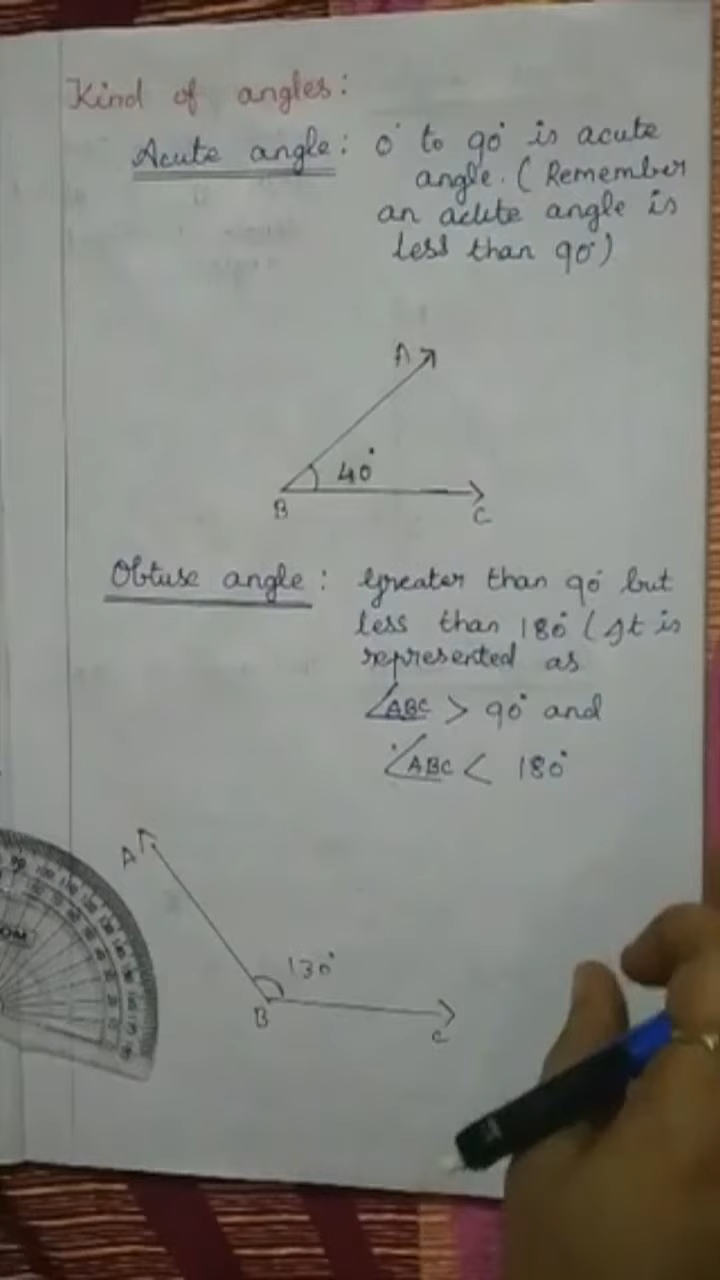 Kind of angles:
Acute angle: 0° to 90° is acute
angle. (Remember
an acute angle is
less than 90°)
A
40°
B
C
Obtuse angle: Greater than 90° but
less than 180° (It is
represented as
∠ABC > 90° and
∠ABC < 180°
A
130°
B
C